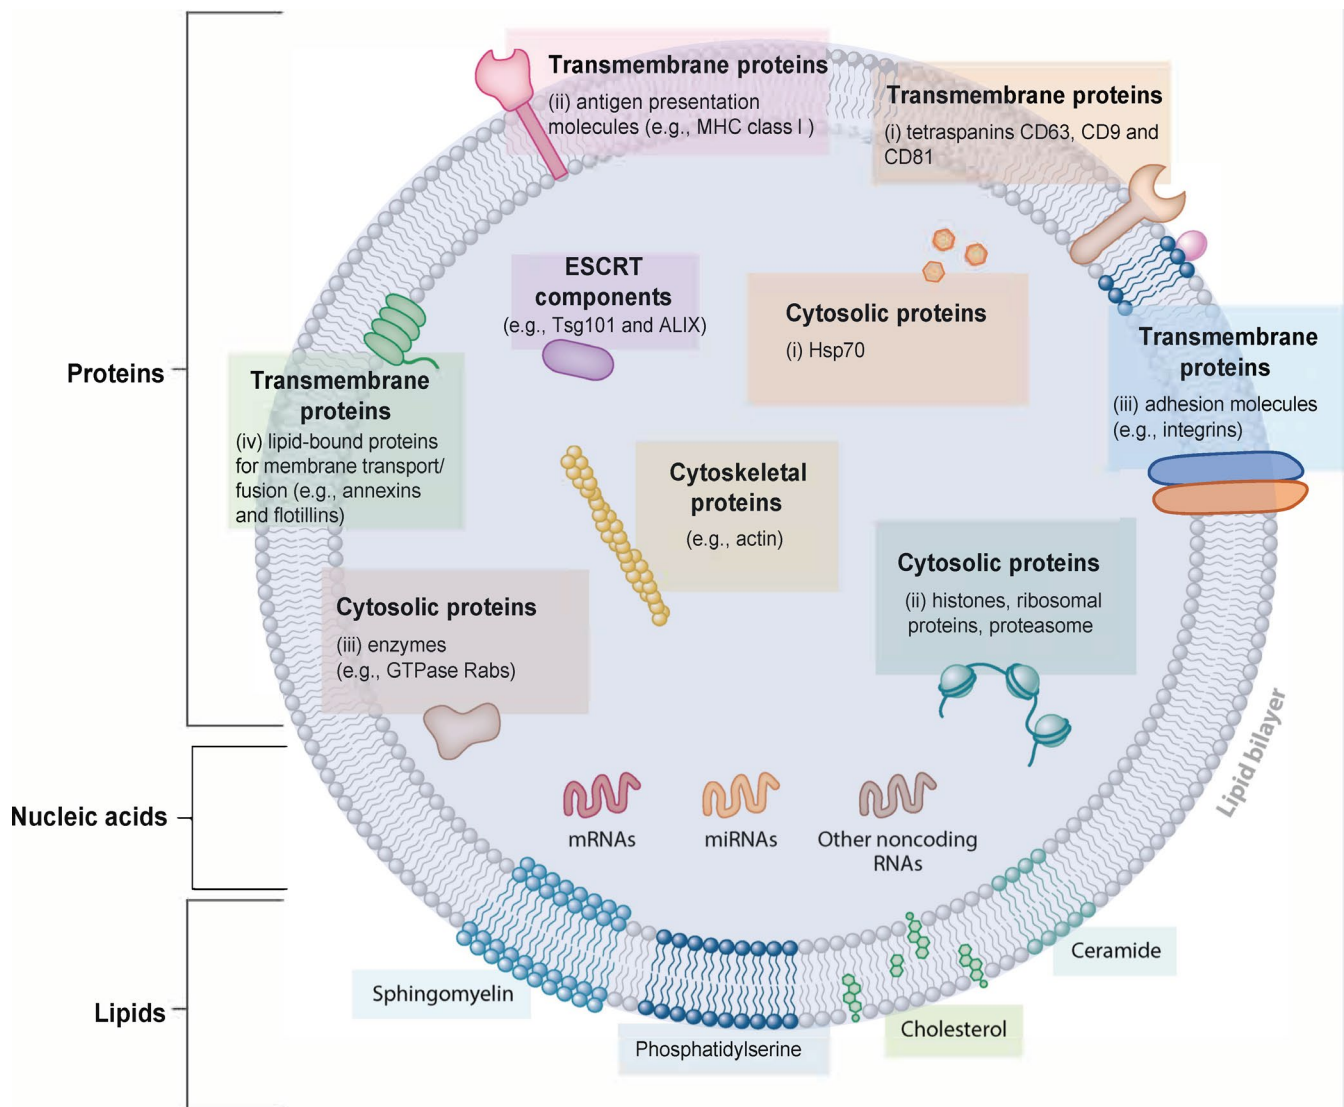 Transmembrane proteins
(ii) antigen presentation
molecules (e.g., MHC class I )
Transmembrane proteins
(i) tetraspanins CD63, CD9 and
CD81
ESCRT
components
(e.g., Tsg101 and ALIX)
Cytosolic proteins
(i) Hsp70
Transmembrane
proteins
(iii) adhesion molecules
(e.g., integrins)
Proteins
Transmembrane
proteins
(iv) lipid-bound proteins
for membrane transport/
fusion (e.g., annexins
and flotillins)
Cytoskeletal
proteins
(e.g., actin)
Cytosolic proteins
(ii) histones, ribosomal
proteins, proteasome
Cytosolic proteins
(iii) enzymes
(e.g., GTPase Rabs)
Lipid bilayer
Nucleic acids
mRNAs
miRNAs
Other noncoding
RNAs
Lipids
Sphingomyelin
Phosphatidylserine
Cholesterol
Ceramide